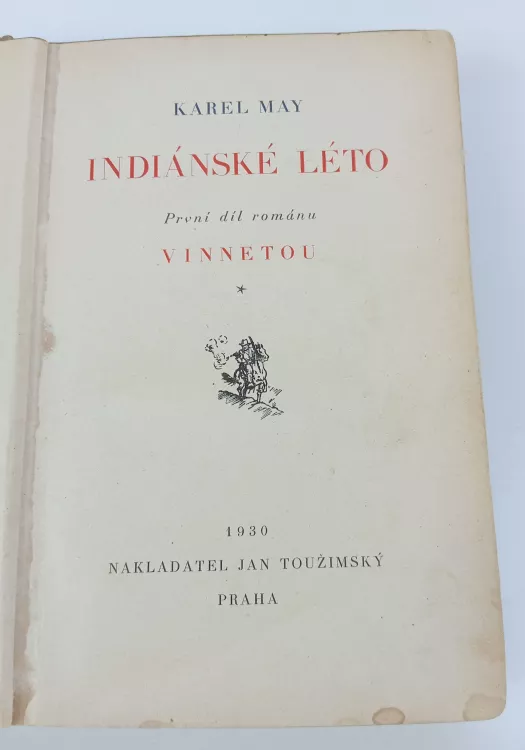 KAREL MAY
INDIÁNSKÉ LÉTO
První díl románu
VINNETOU
*
1930
NAKLADATEL JAN TOUŽIMSKÝ
PRAHA